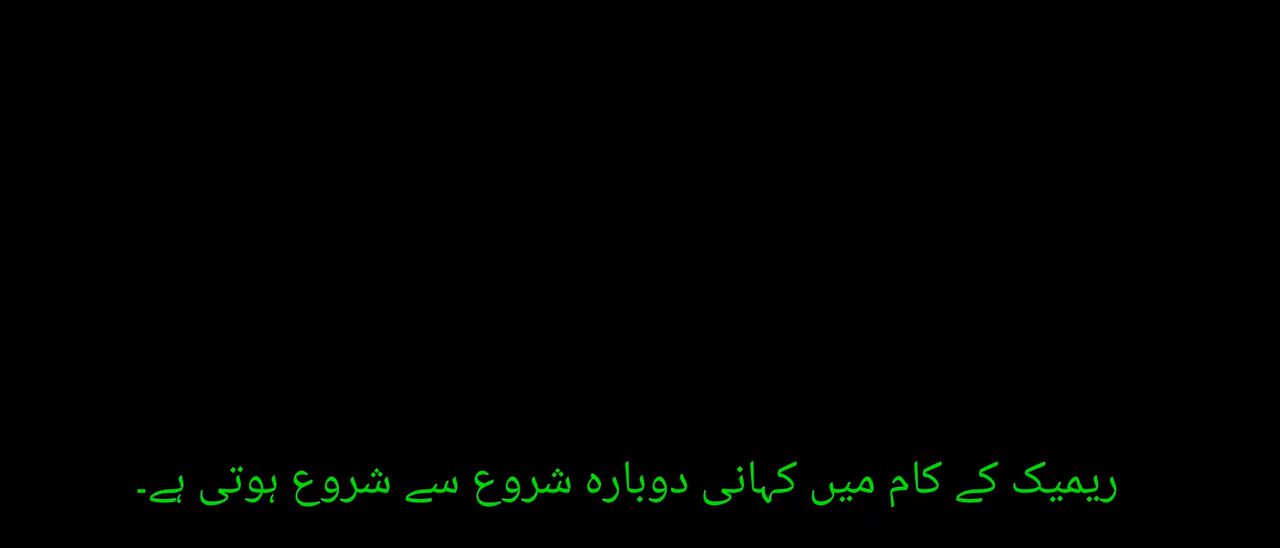 ریمیک کے کام میں کہانی دوبارہ شروع سے شروع ہوتی ہے۔